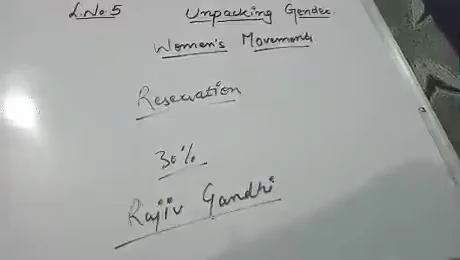 L.No.5 Unpacking Gender.
Women's Movements
Reservation
30%
Rajiv Gandhi